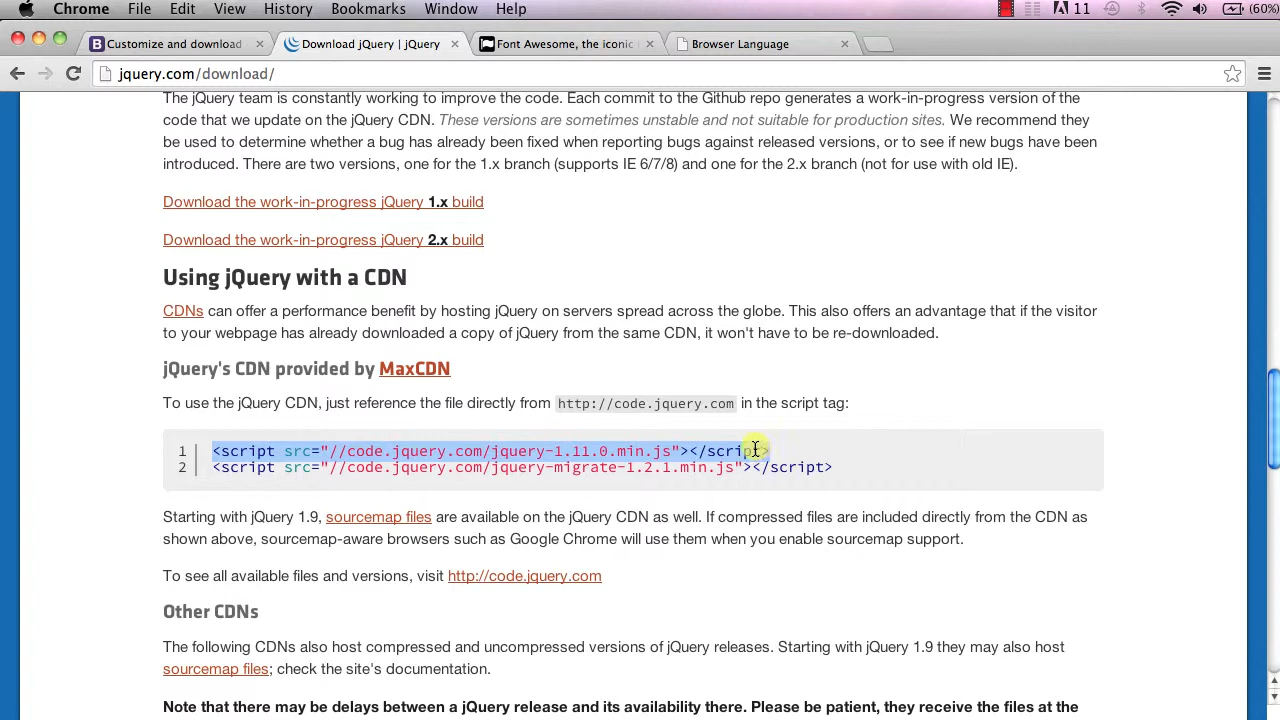 Chrome File Edit View History Bookmarks Window Help 11 (60%)
Customize and download Download jQuery | jQuery Font Awesome, the iconic Browser Language
jquery.com/download/
The jQuery team is constantly working to improve the code. Each commit to the Github repo generates a work-in-progress version of the
code that we update on the jQuery CDN. These versions are sometimes unstable and not suitable for production sites. We recommend they
be used to determine whether a bug has already been fixed when reporting bugs against released versions, or to see if new bugs have been
introduced. There are two versions, one for the 1.x branch (supports IE 6/7/8) and one for the 2.x branch (not for use with old IE).
Download the work-in-progress jQuery 1.x build
Download the work-in-progress jQuery 2.x build
Using jQuery with a CDN
CDNs can offer a performance benefit by hosting jQuery on servers spread across the globe. This also offers an advantage that if the visitor
to your webpage has already downloaded a copy of jQuery from the same CDN, it won't have to be re-downloaded.
jQuery's CDN provided by MaxCDN
To use the jQuery CDN, just reference the file directly from http://code.jquery.com in the script tag:
1 <script src="//code.jquery.com/jquery-1.11.0.min.js"></script>
2 <script src="//code.jquery.com/jquery-migrate-1.2.1.min.js"></script>
Starting with jQuery 1.9, sourcemap files are available on the jQuery CDN as well. If compressed files are included directly from the CDN as
shown above, sourcemap-aware browsers such as Google Chrome will use them when you enable sourcemap support.
To see all available files and versions, visit http://code.jquery.com
Other CDNs
The following CDNs also host compressed and uncompressed versions of jQuery releases. Starting with jQuery 1.9 they may also host
sourcemap files; check the site's documentation.
Note that there may be delays between a jQuery release and its availability there. Please be patient, they receive the files at the